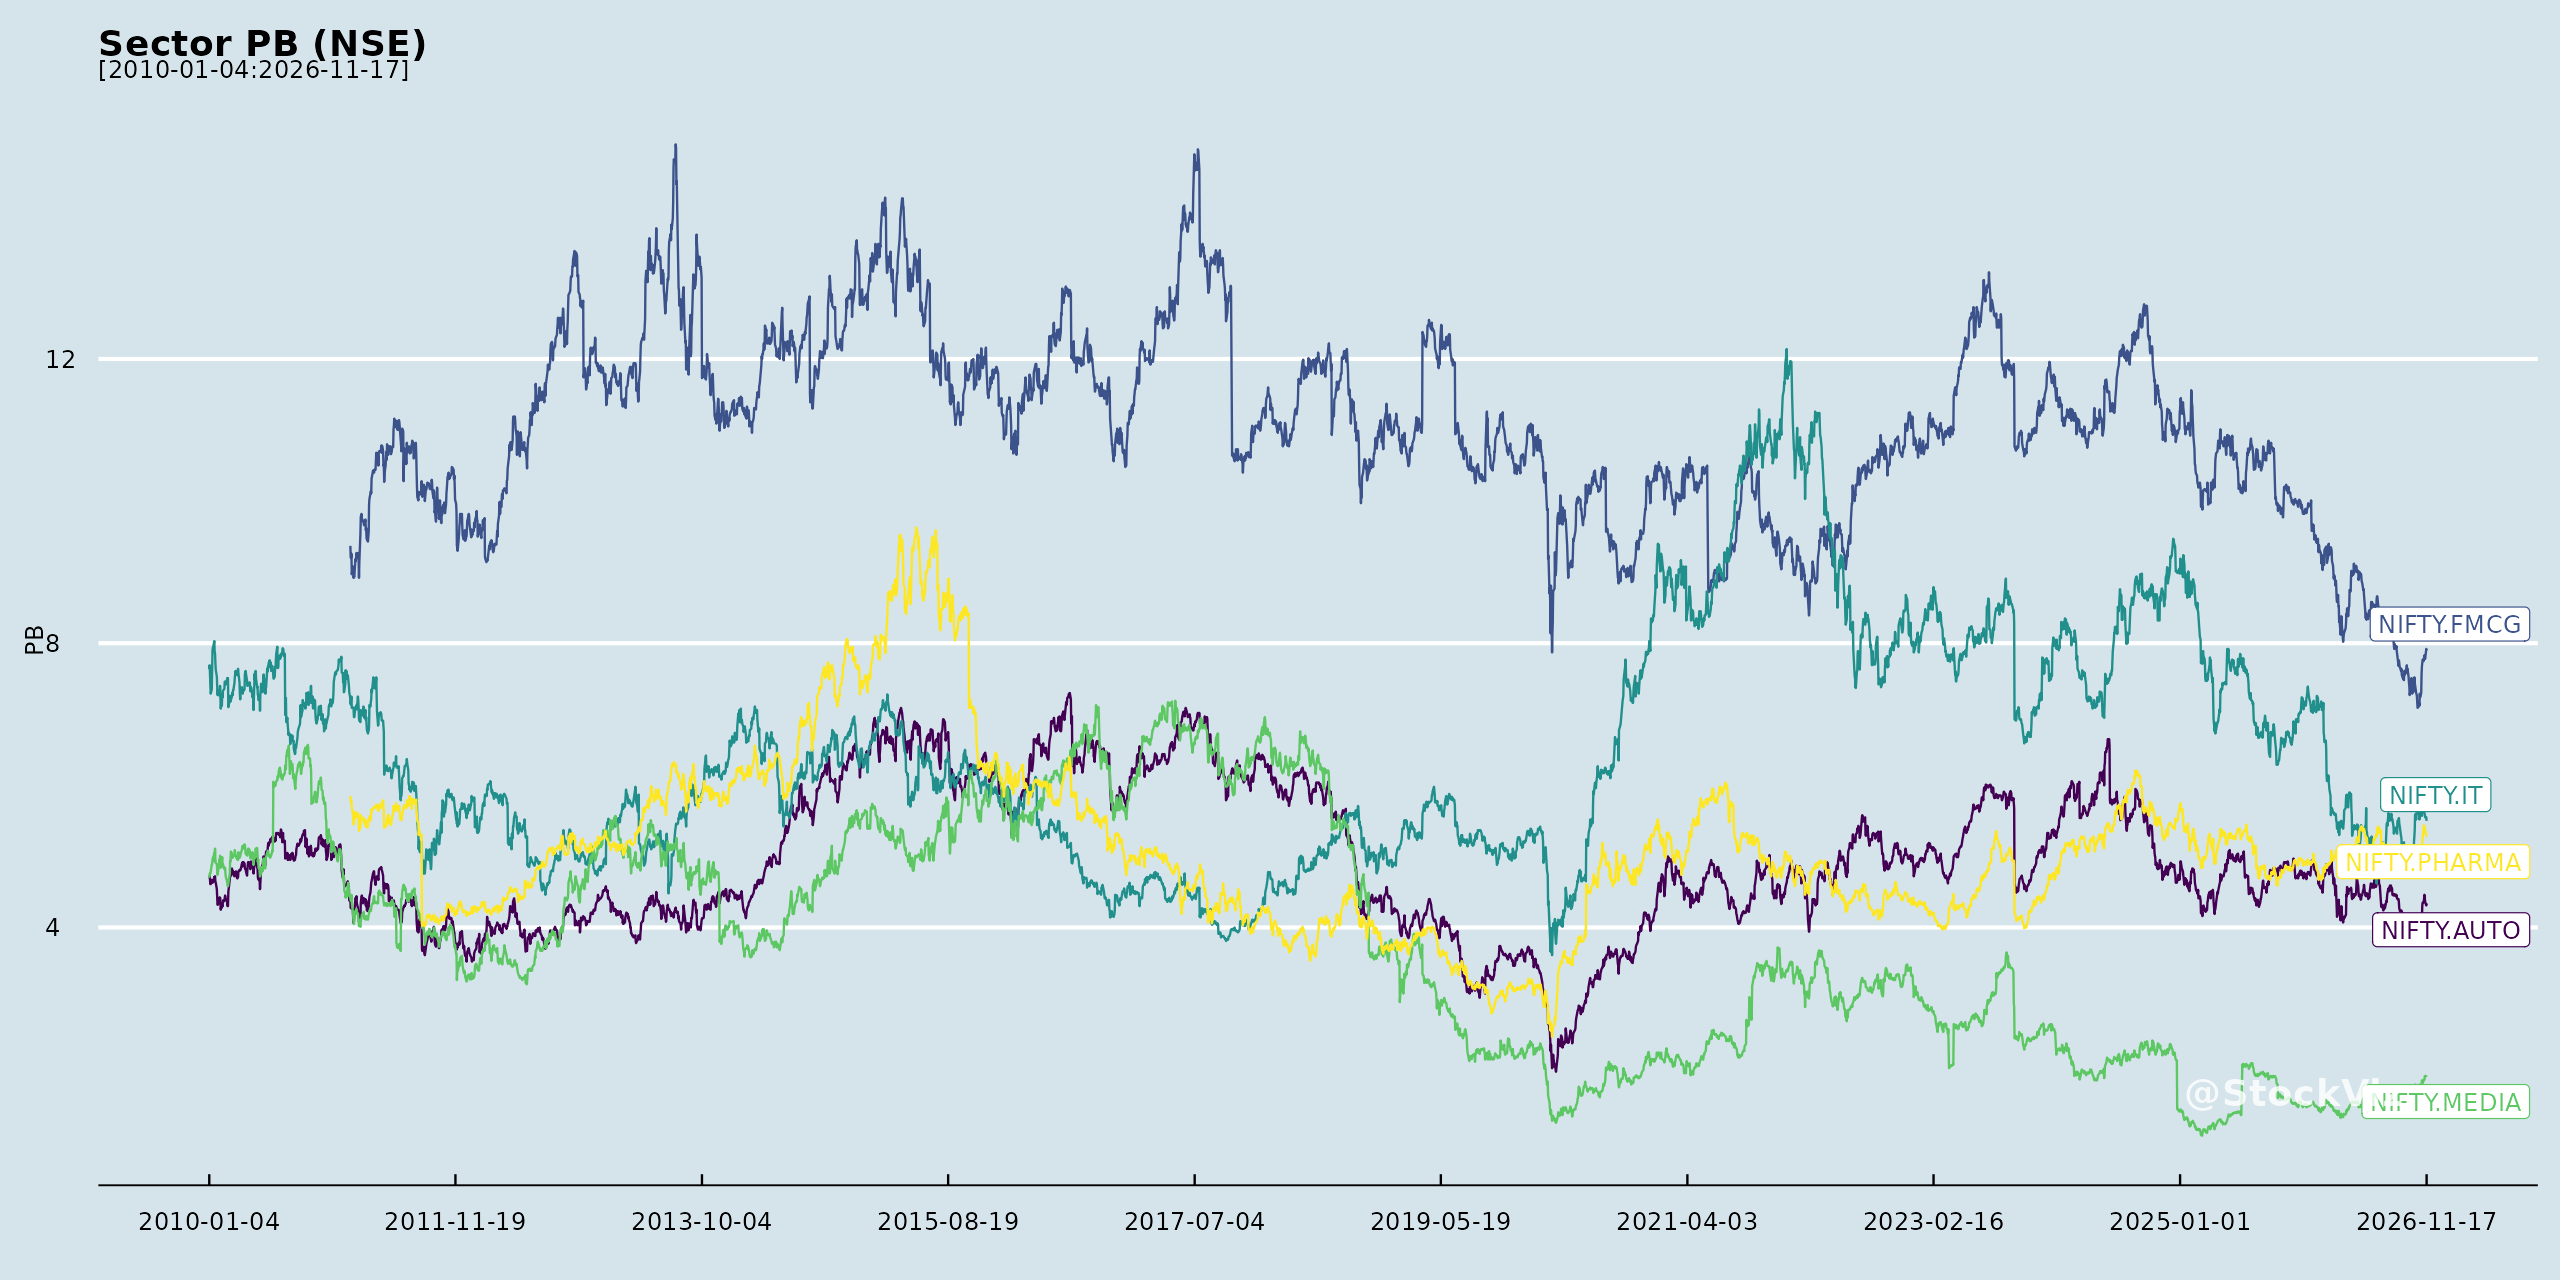 Sector PB (NSE)
[2010-01-04:2026-11-17]
12
PB
8
4
NIFTY.FMCG
NIFTY.IT
NIFTY.PHARMA
NIFTY.AUTO
NIFTY.MEDIA
2010-01-04
2011-11-19
2013-10-04
2015-08-19
2017-07-04
2019-05-19
2021-04-03
2023-02-16
2025-01-01
2026-11-17